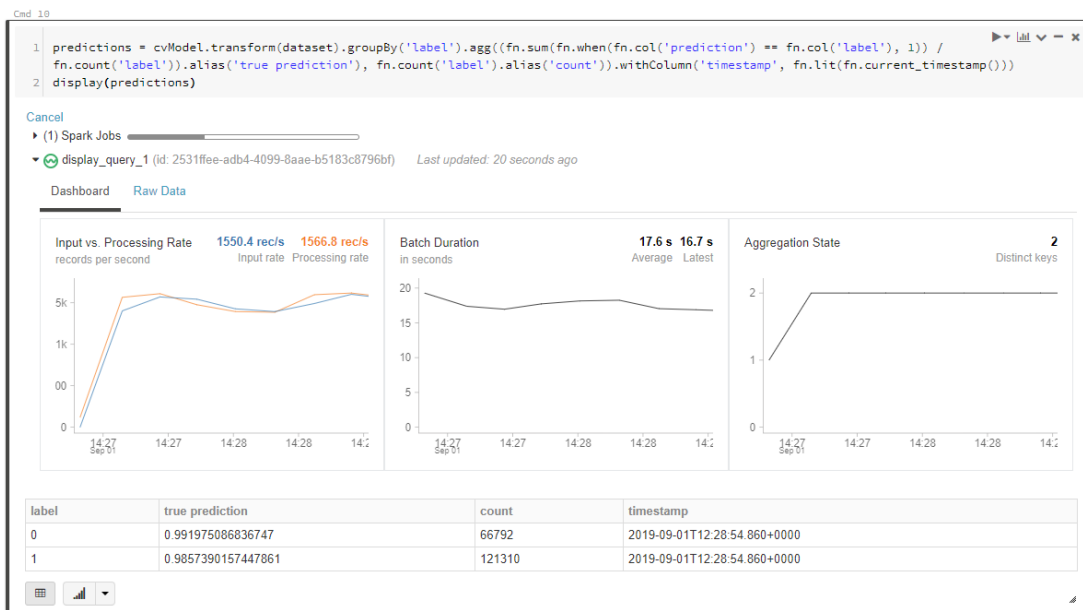 Cmd 10
1 predictions = cvModel.transform(dataset).groupBy('label').agg((fn.sum(fn.when(fn.col('prediction') == fn.col('label'), 1)) /
fn.count('label')).alias('true prediction'), fn.count('label').alias('count')).withColumn('timestamp', fn.lit(fn.current_timestamp()))
2 display(predictions)
Cancel
(1) Spark Jobs
display_query_1 (id: 2531ffee-adb4-4099-8aae-b5183c8796bf) Last updated: 20 seconds ago
Dashboard Raw Data
Input vs. Processing Rate 1550.4 rec/s 1566.8 rec/s
records per second Input rate Processing rate
5k
1k
00
0
14:27 14:27 14:28 14:28 14:2
Sep 01
Batch Duration 17.6 s 16.7 s
in seconds Average Latest
20
15
10
5
0
14:27 14:27 14:28 14:28 14:2
Sep 01
Aggregation State 2
Distinct keys
2
1
0
14:27 14:27 14:28 14:28 14:2
Sep 01
label true prediction count timestamp
0 0.991975086836747 66792 2019-09-01T12:28:54.860+0000
1 0.9857390157447861 121310 2019-09-01T12:28:54.860+0000